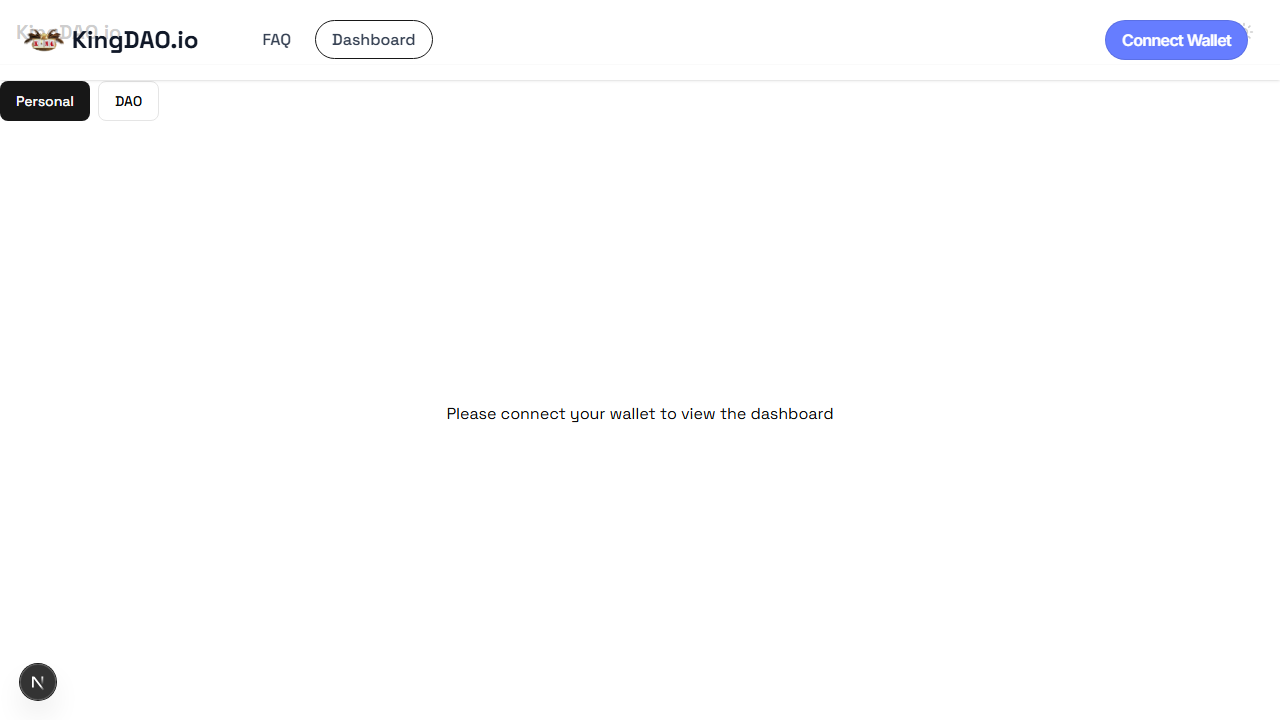 KingDAO.io
KingDAO.io
FAQ
Dashboard
Connect Wallet
Personal
DAO
Please connect your wallet to view the dashboard
N